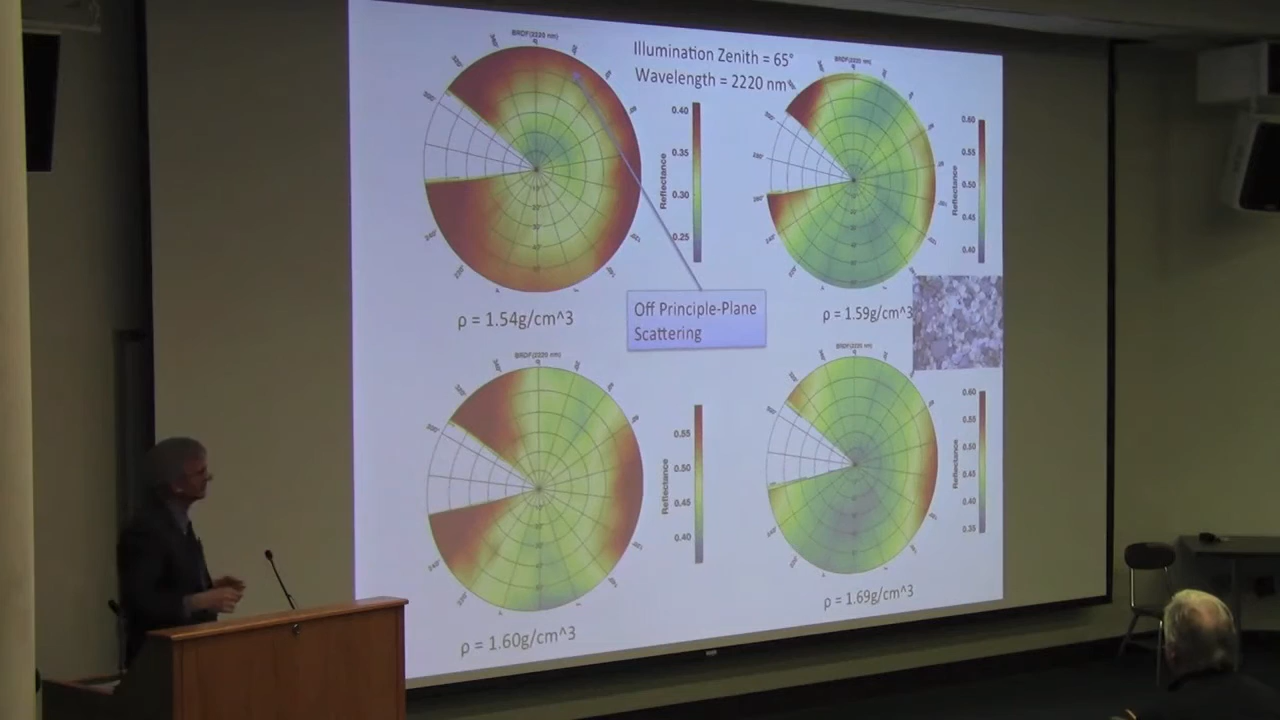 BRDF(2220 nm)
Illumination Zenith = 65°
Wavelength = 2220 nm
0.40
0.35
0.30
0.25
Reflectance
ρ = 1.54g/cm^3
BRDF(2220 nm)
0.60
0.55
0.50
0.45
0.40
Reflectance
ρ = 1.59g/cm^3
Off Principle-Plane
Scattering
BRDF(2220 nm)
0.55
0.50
0.45
0.40
Reflectance
ρ = 1.60g/cm^3
BRDF(2220 nm)
0.60
0.50
0.45
0.40
0.35
Reflectance
ρ = 1.69g/cm^3